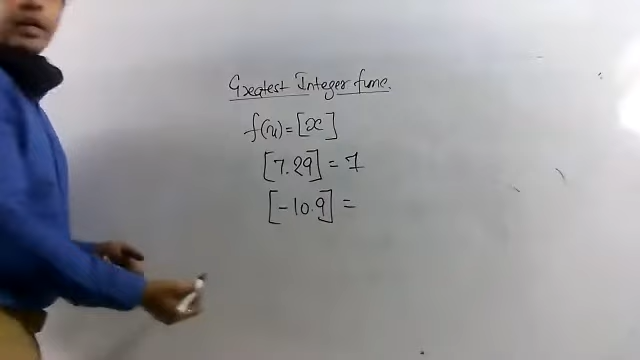 Greatest Integer func.
f(x) = [x]
[7.29] = 7
[-10.9] =